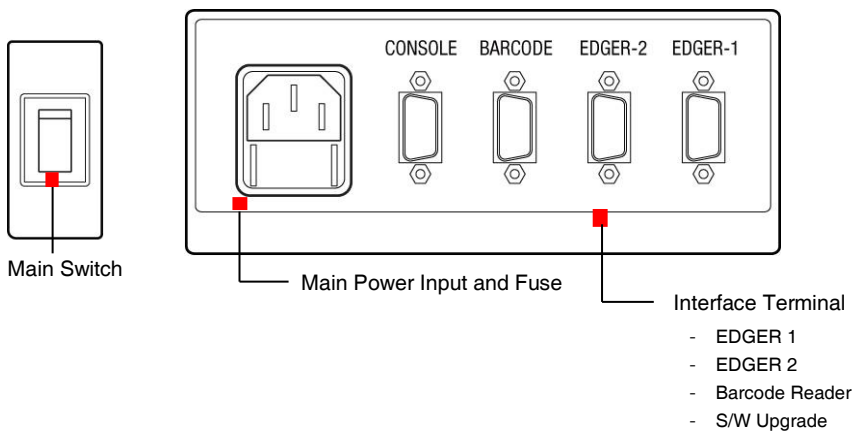 CONSOLE BARCODE EDGER-2 EDGER-1
Main Switch
Main Power Input and Fuse
Interface Terminal
- EDGER 1
- EDGER 2
- Barcode Reader
- S/W Upgrade